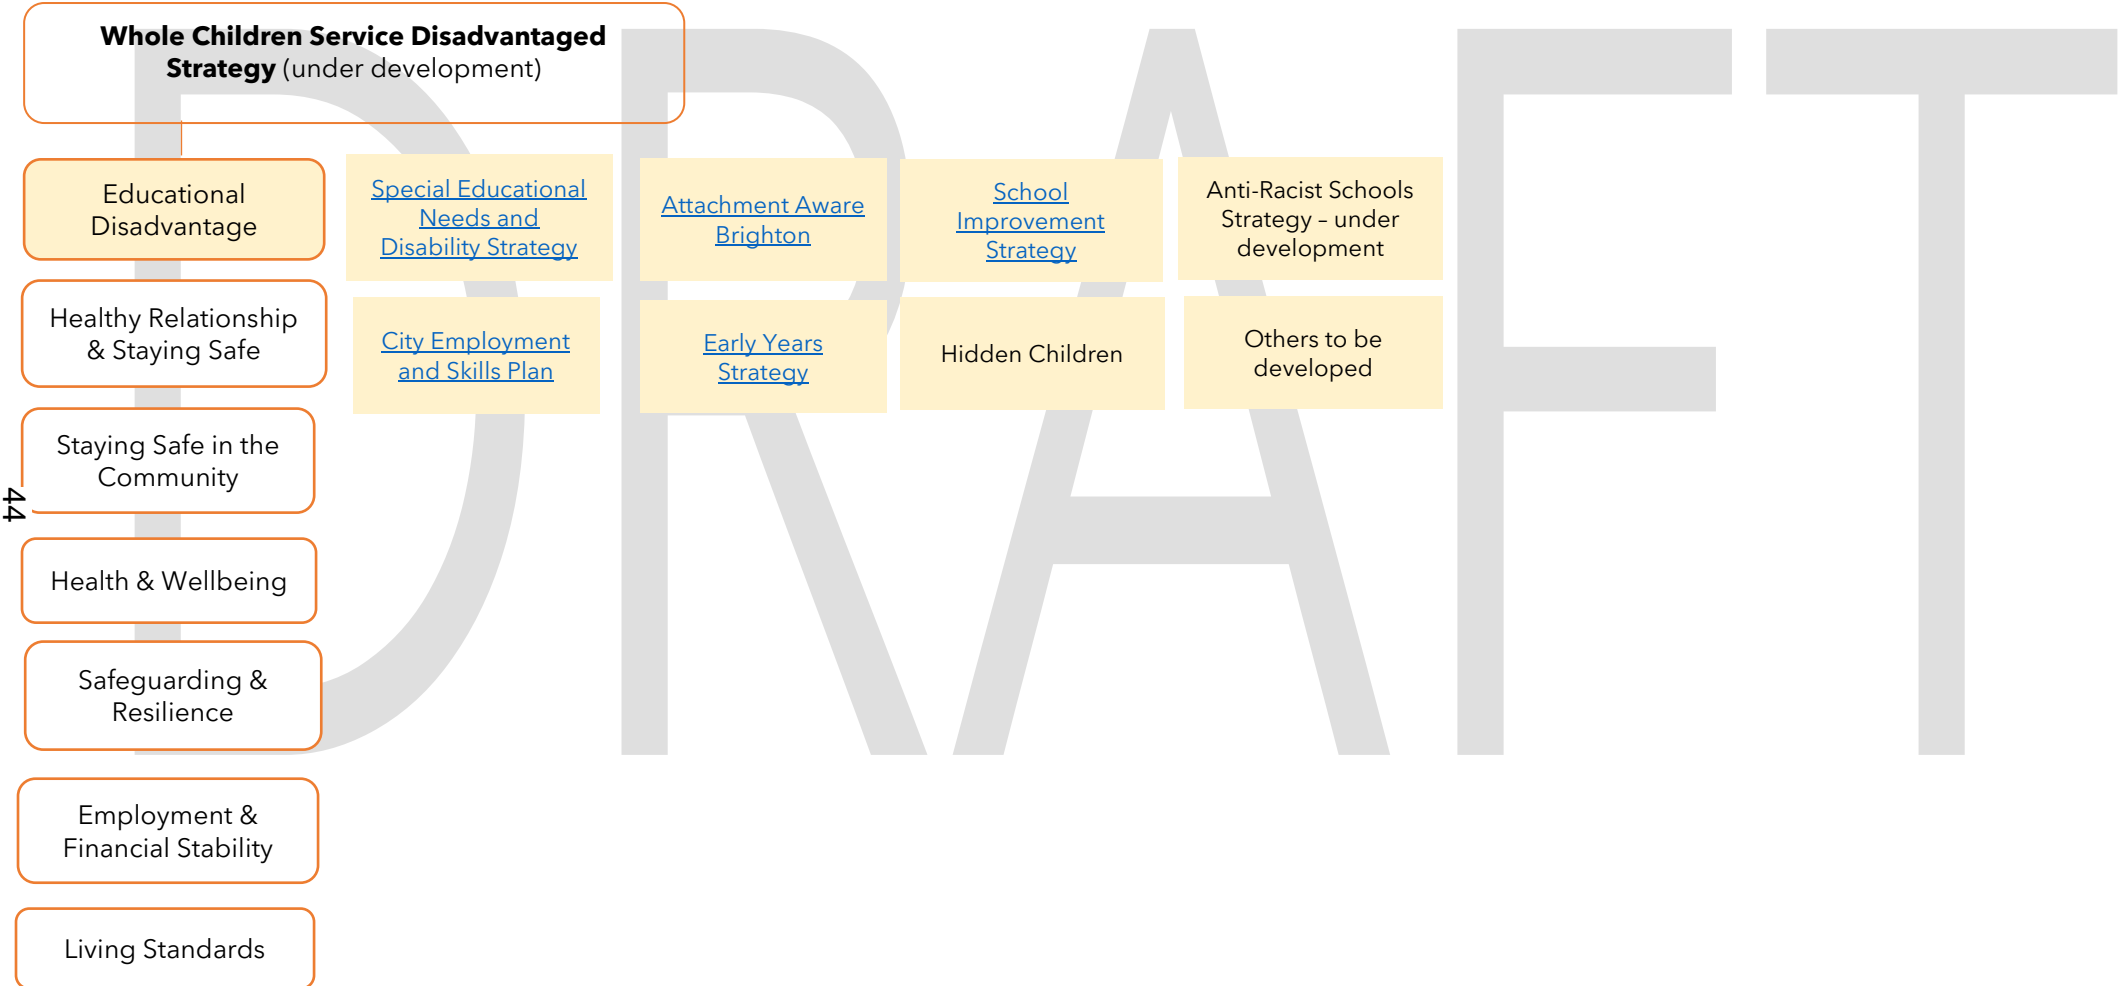 Whole Children Service Disadvantaged
Strategy (under development)
DRAFT
Educational
Disadvantage
Special Educational
Needs and
Disability Strategy
Attachment Aware
Brighton
School
Improvement
Strategy
Anti-Racist Schools
Strategy – under
development
Healthy Relationship
& Staying Safe
City Employment
and Skills Plan
Early Years
Strategy
Hidden Children
Others to be
developed
Staying Safe in the
Community
44
Health & Wellbeing
Safeguarding &
Resilience
Employment &
Financial Stability
Living Standards